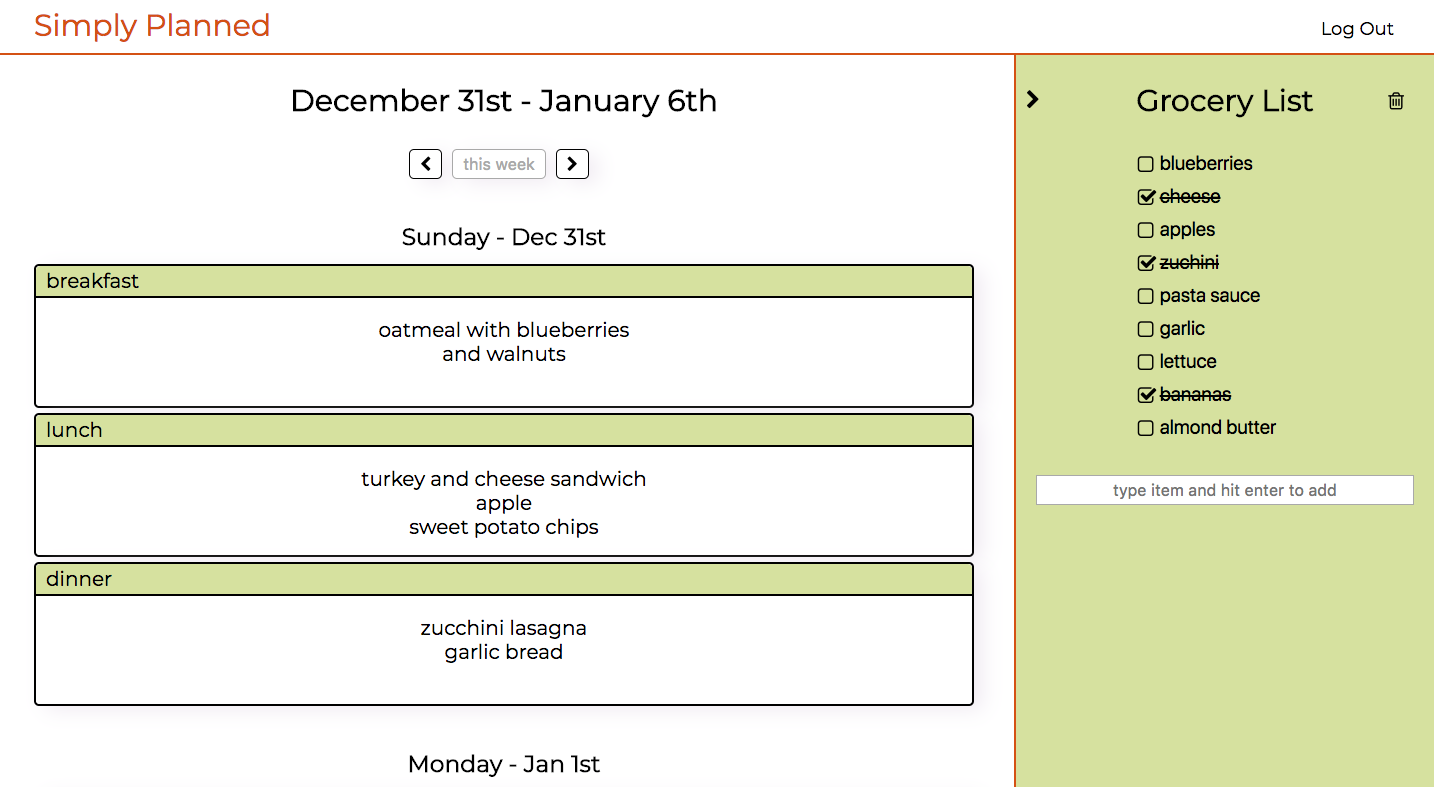 Simply Planned
Log Out
December 31st - January 6th
this week
Sunday - Dec 31st
breakfast
oatmeal with blueberries
and walnuts
lunch
turkey and cheese sandwich
apple
sweet potato chips
dinner
zucchini lasagna
garlic bread
Monday - Jan 1st
Grocery List
blueberries
cheese
apples
zuchini
pasta sauce
garlic
lettuce
bananas
almond butter
type item and hit enter to add